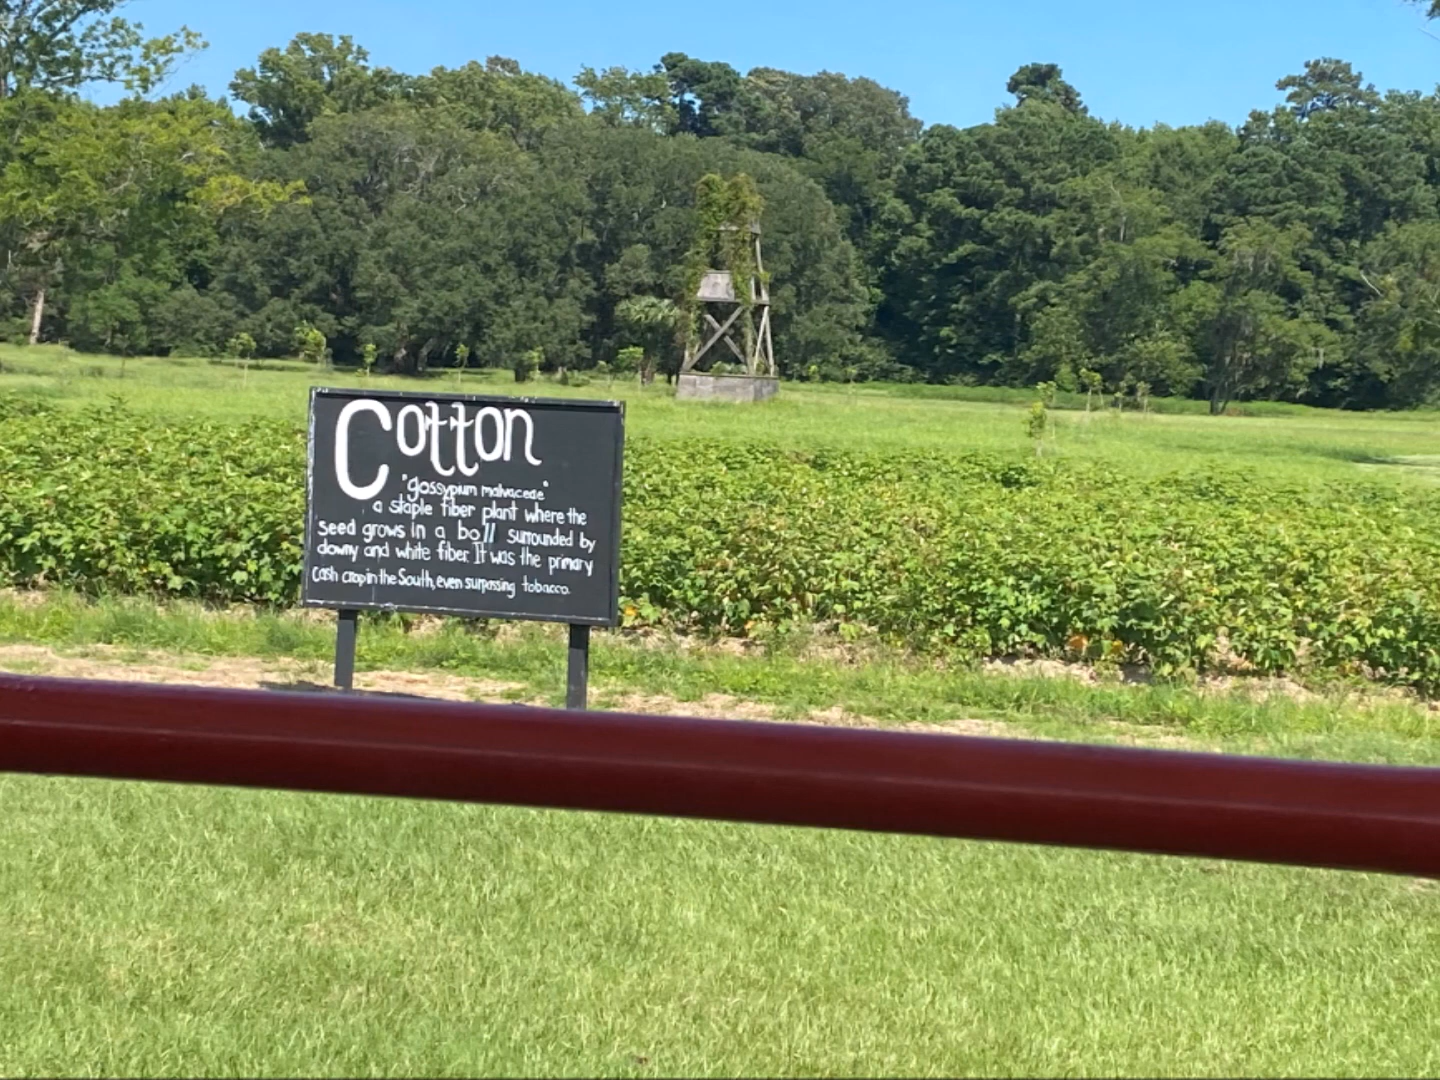 Cotton
"gossypium malvaceae"
a staple fiber plant where the
seed grows in a boll surrounded by
downy and white fiber. It was the primary
cash crop in the South, even surpassing tobacco.